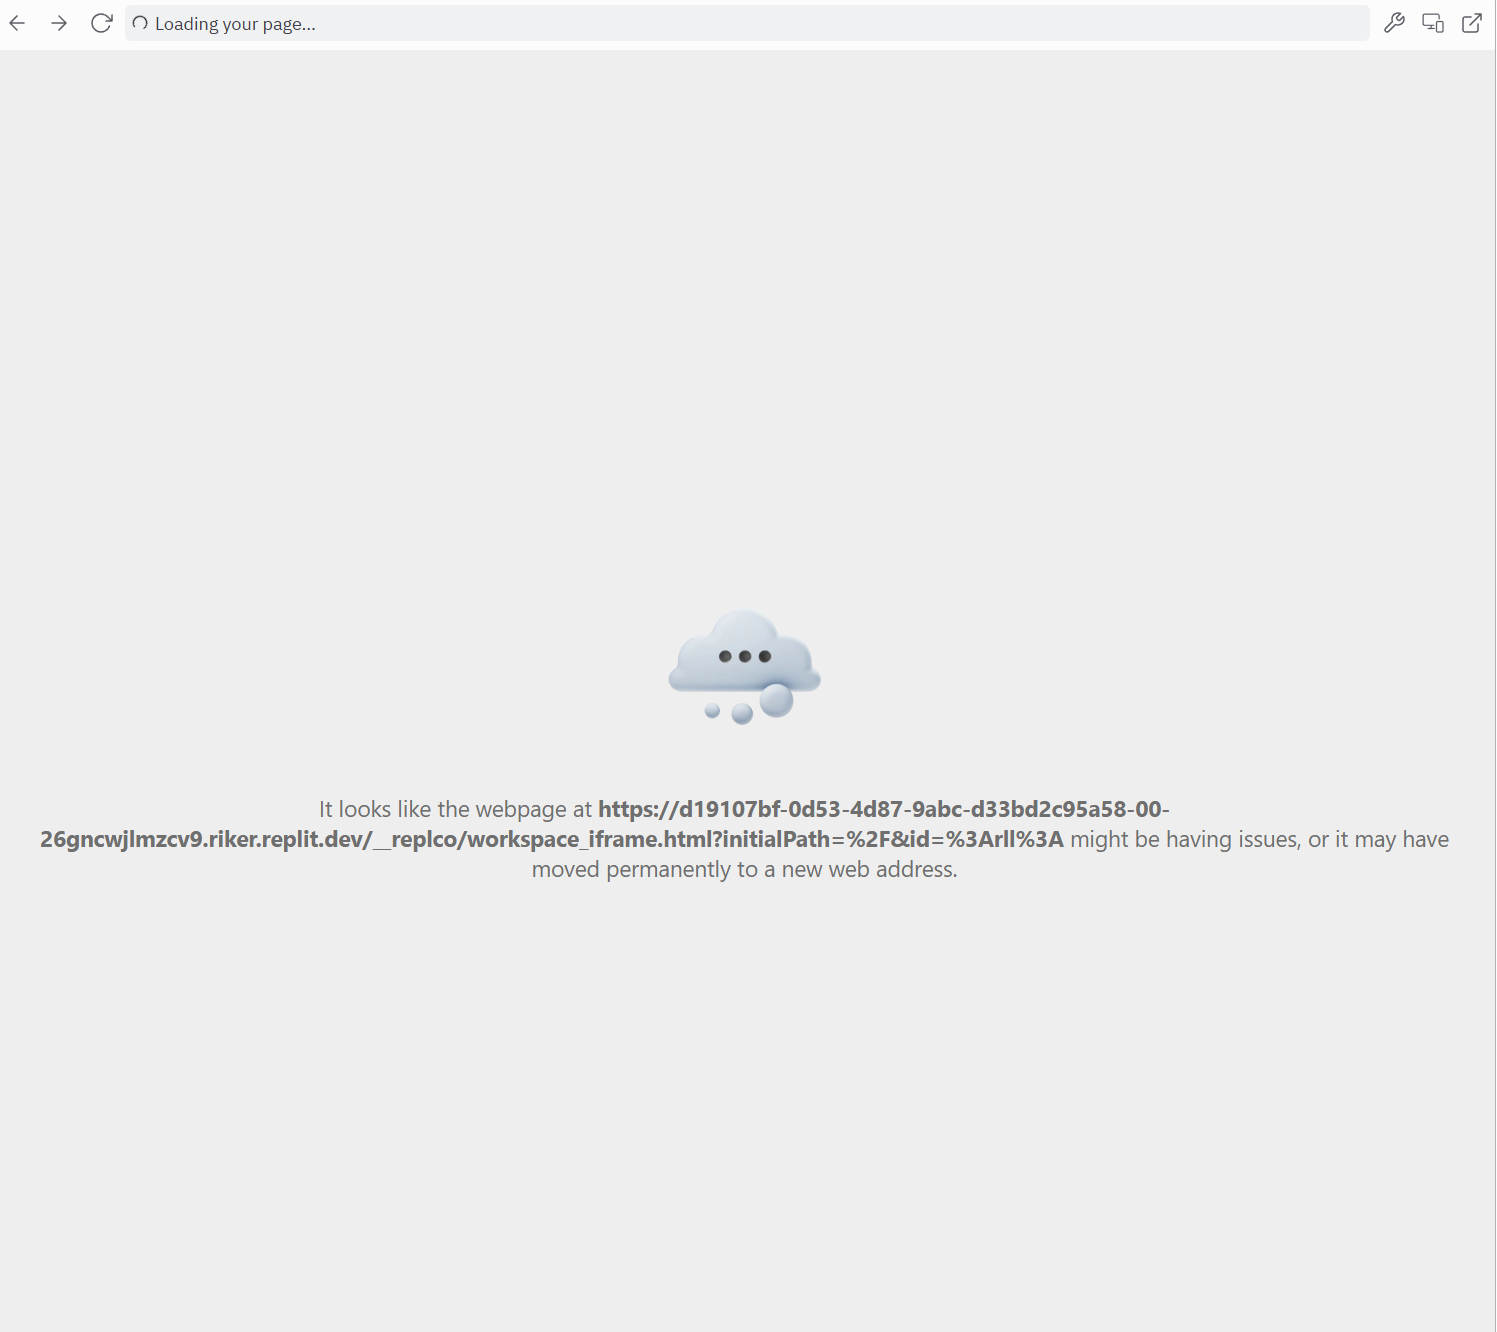 Loading your page...
It looks like the webpage at https://d19107bf-0d53-4d87-9abc-d33bd2c95a58-00-
26gncwjlmzcv9.riker.replit.dev/__replco/workspace_iframe.html?initialPath=%2F&id=%3Arll%3A might be having issues, or it may have
moved permanently to a new web address.